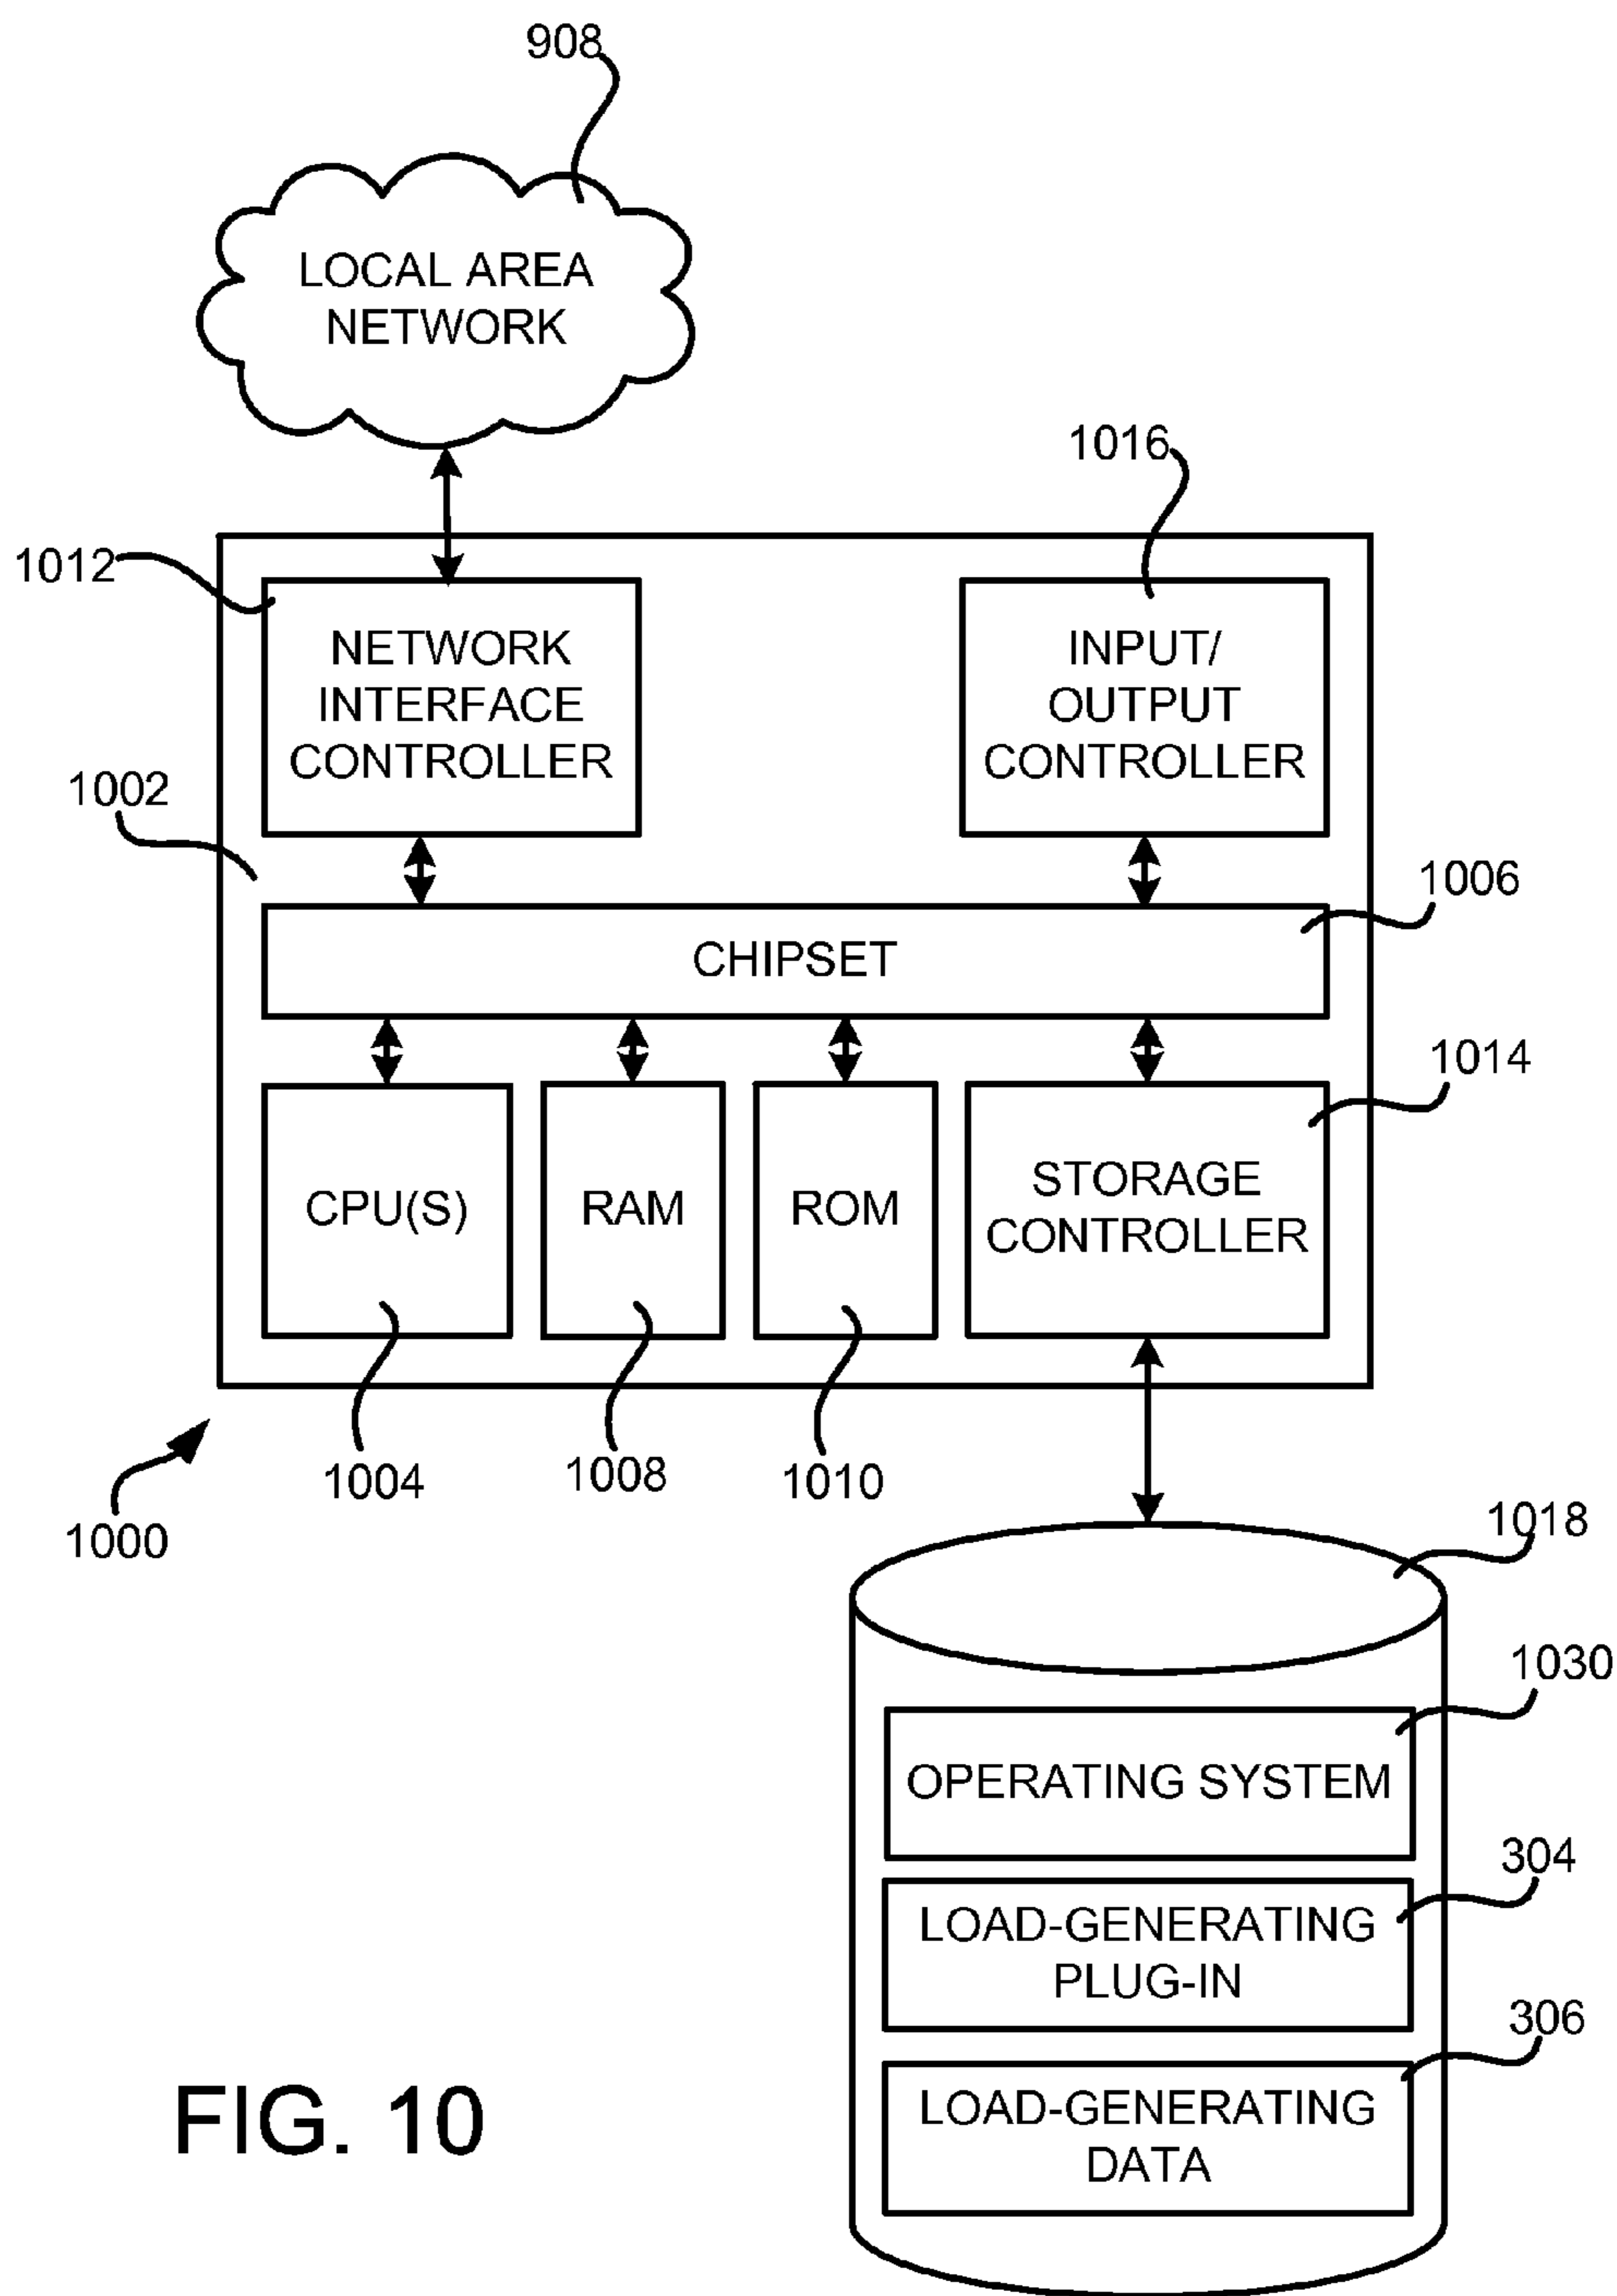 908
LOCAL AREA
NETWORK
1016
1012
NETWORK
INTERFACE
CONTROLLER
INPUT/
OUTPUT
CONTROLLER
1002
1006
CHIPSET
1014
CPU(S)
RAM
ROM
STORAGE
CONTROLLER
1004
1008
1010
1000
1018
1030
OPERATING SYSTEM
304
LOAD-GENERATING
PLUG-IN
306
LOAD-GENERATING
DATA
FIG. 10